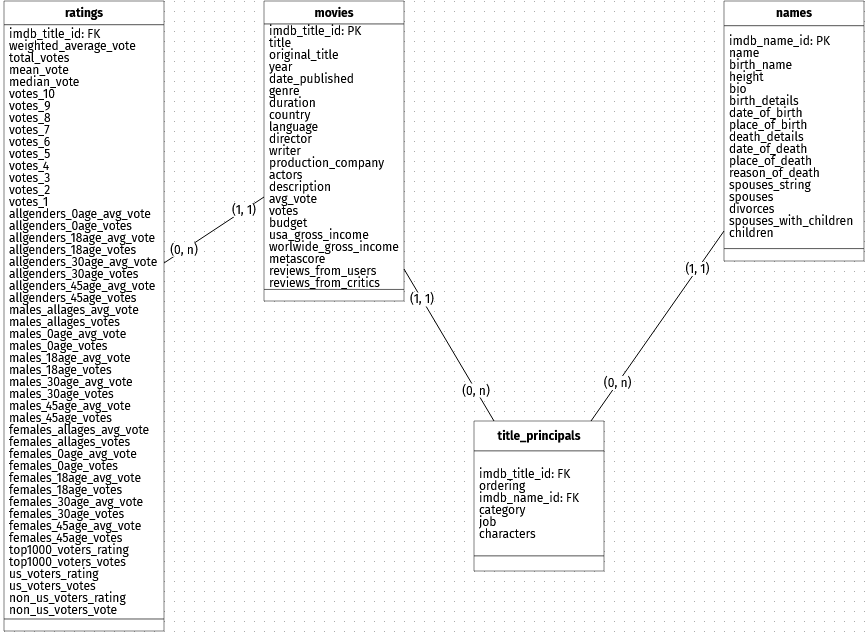 ratings
imdb_title_id: FK
weighted_average_vote
total_votes
mean_vote
median_vote
votes_10
votes_9
votes_8
votes_7
votes_6
votes_5
votes_4
votes_3
votes_2
votes_1
allgenders_0age_avg_vote
allgenders_0age_votes
allgenders_18age_avg_vote
allgenders_18age_votes
allgenders_30age_avg_vote
allgenders_30age_votes
allgenders_45age_avg_vote
allgenders_45age_votes
males_allages_avg_vote
males_allages_votes
males_0age_avg_vote
males_0age_votes
males_18age_avg_vote
males_18age_votes
males_30age_avg_vote
males_30age_votes
males_45age_avg_vote
males_45age_votes
females_allages_avg_vote
females_allages_votes
females_0age_avg_vote
females_0age_votes
females_18age_avg_vote
females_18age_votes
females_30age_avg_vote
females_30age_votes
females_45age_avg_vote
females_45age_votes
top1000_voters_rating
top1000_voters_votes
us_voters_rating
us_voters_votes
non_us_voters_rating
non_us_voters_vote
(0, n)
(1, 1)
movies
imdb_title_id: PK
title
original_title
year
date_published
genre
duration
country
language
director
writer
production_company
actors
description
avg_vote
votes
budget
usa_gross_income
worlwide_gross_income
metascore
reviews_from_users
reviews_from_critics
(1, 1)
(0, n)
title_principals
imdb_title_id: FK
ordering
imdb_name_id: FK
category
job
characters
(0, n)
(1, 1)
names
imdb_name_id: PK
name
birth_name
height
bio
birth_details
date_of_birth
place_of_birth
death_details
date_of_death
place_of_death
reason_of_death
spouses_string
spouses
divorces
spouses_with_children
children